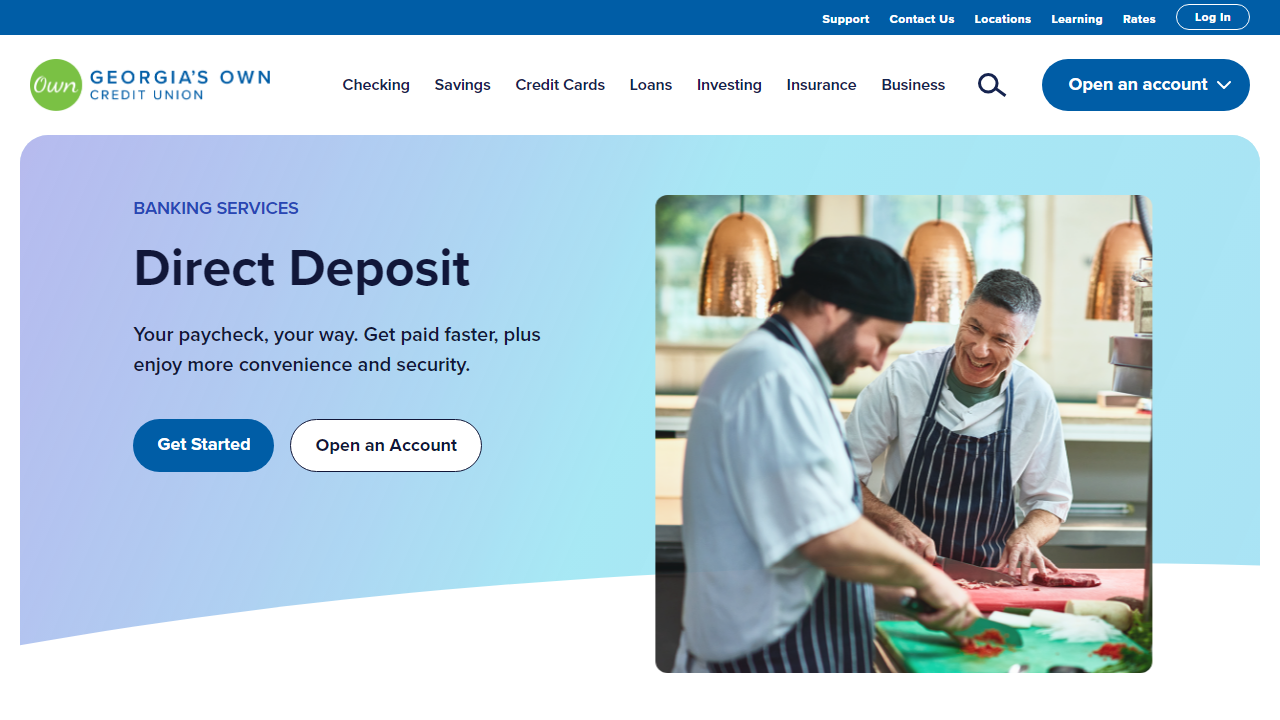 Support Contact Us Locations Learning Rates Log In
Own GEORGIA'S OWN
CREDIT UNION
Checking Savings Credit Cards Loans Investing Insurance Business Open an account
BANKING SERVICES
Direct Deposit
Your paycheck, your way. Get paid faster, plus
enjoy more convenience and security.
Get Started Open an Account